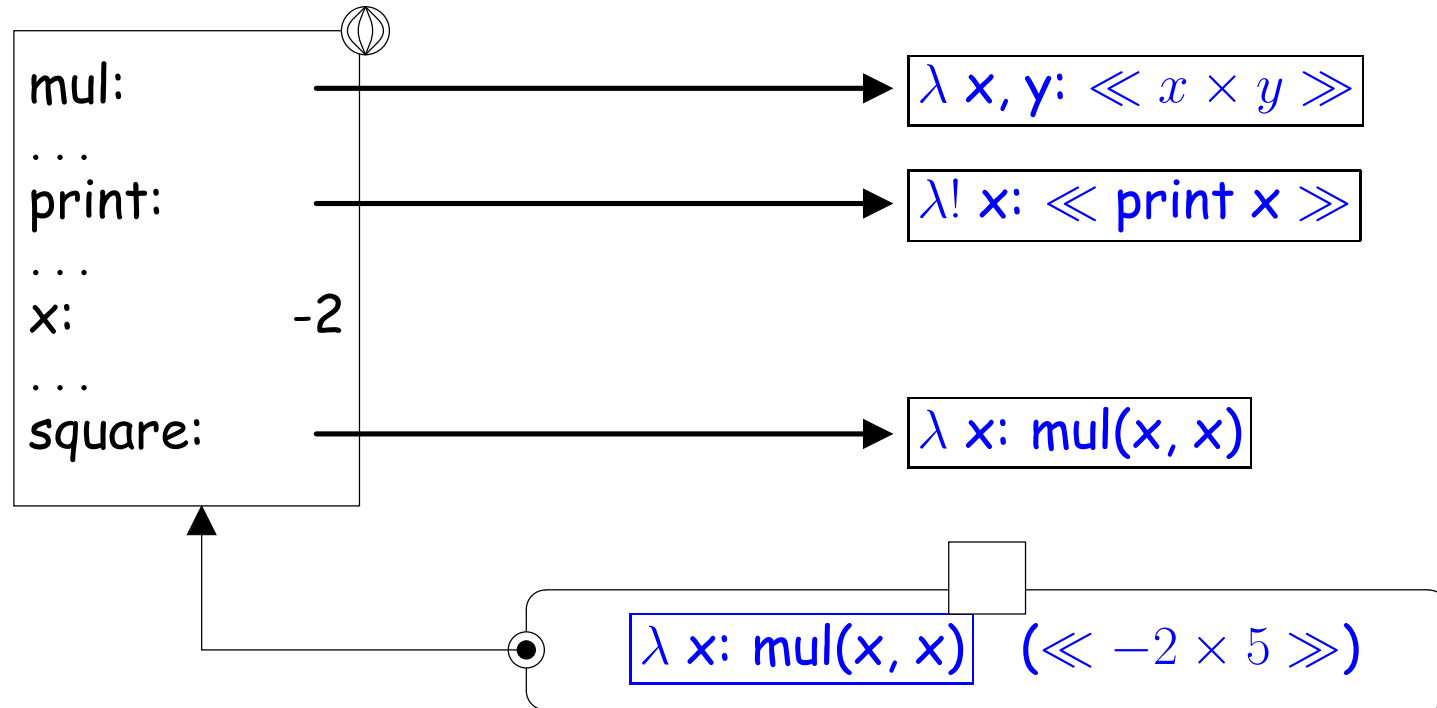 mul: λ x, y: ≪ x × y ≫
. . .
print: λ! x: ≪ print x ≫
. . .
x: -2
. . .
square: λ x: mul(x, x)
λ x: mul(x, x) (≪ −2 × 5 ≫)